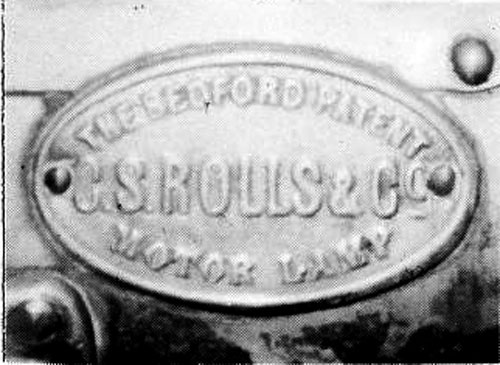 THE BEDFORD PATENT
C.S. ROLLS & Co
MOTOR LAMP